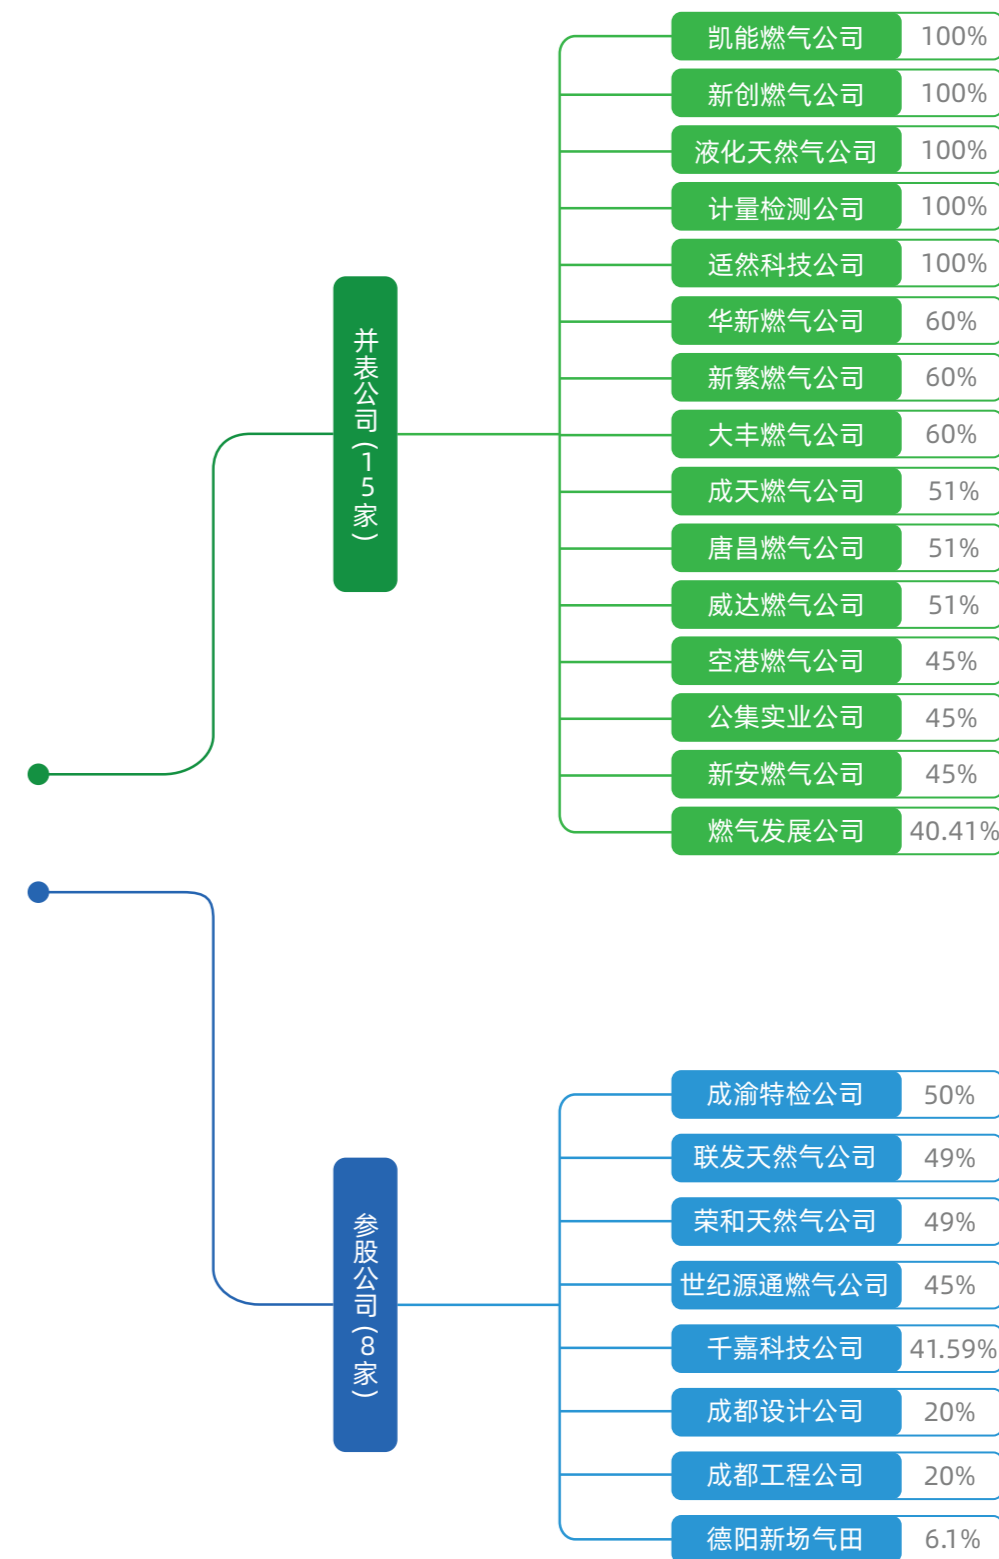 并表公司(15家)
凯能燃气公司 100%
新创燃气公司 100%
液化天然气公司 100%
计量检测公司 100%
适然科技公司 100%
华新燃气公司 60%
新繁燃气公司 60%
大丰燃气公司 60%
成天燃气公司 51%
唐昌燃气公司 51%
威达燃气公司 51%
空港燃气公司 45%
公集实业公司 45%
新安燃气公司 45%
燃气发展公司 40.41%
参股公司(8家)
成渝特检公司 50%
联发天然气公司 49%
荣和天然气公司 49%
世纪源通燃气公司 45%
千嘉科技公司 41.59%
成都设计公司 20%
成都工程公司 20%
德阳新场气田 6.1%